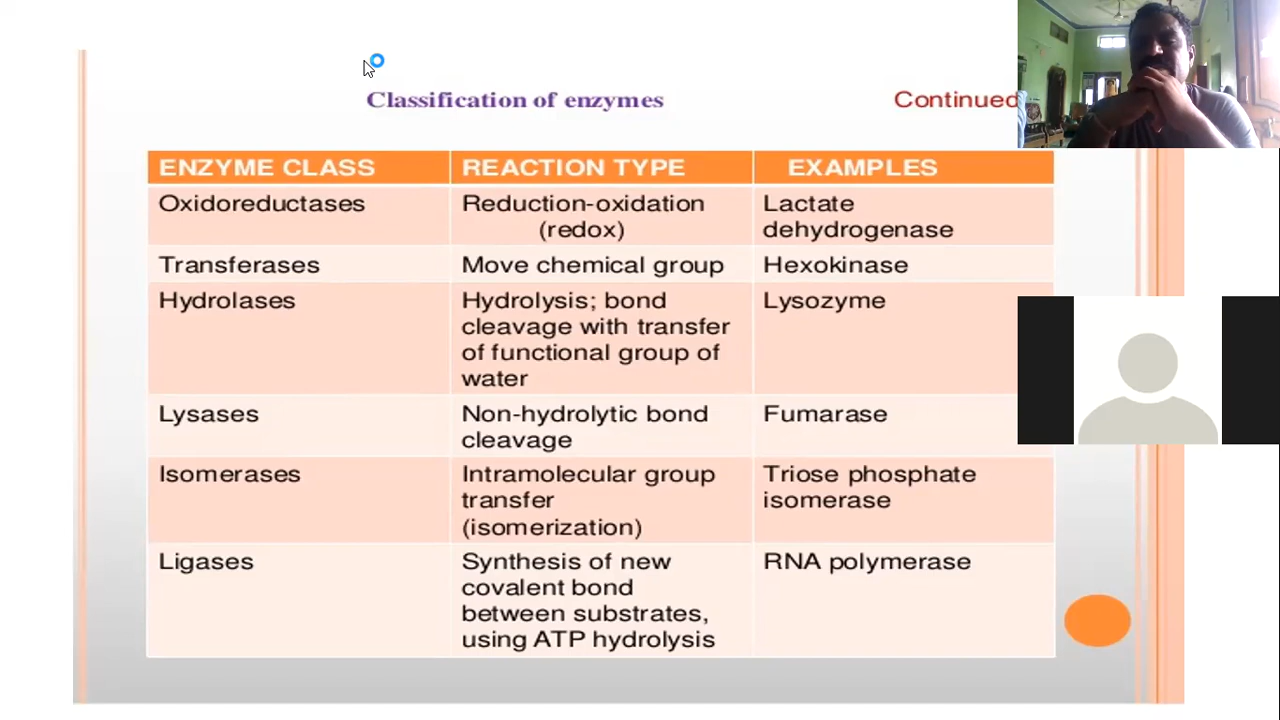 Classification of enzymes
Continued
ENZYME CLASS
REACTION TYPE
EXAMPLES
Oxidoreductases
Reduction-oxidation
(redox)
Lactate
dehydrogenase
Transferases
Move chemical group
Hexokinase
Hydrolases
Hydrolysis; bond
cleavage with transfer
of functional group of
water
Lysozyme
Lysases
Non-hydrolytic bond
cleavage
Fumarase
Isomerases
Intramolecular group
transfer
(isomerization)
Triose phosphate
isomerase
Ligases
Synthesis of new
covalent bond
between substrates,
using ATP hydrolysis
RNA polymerase